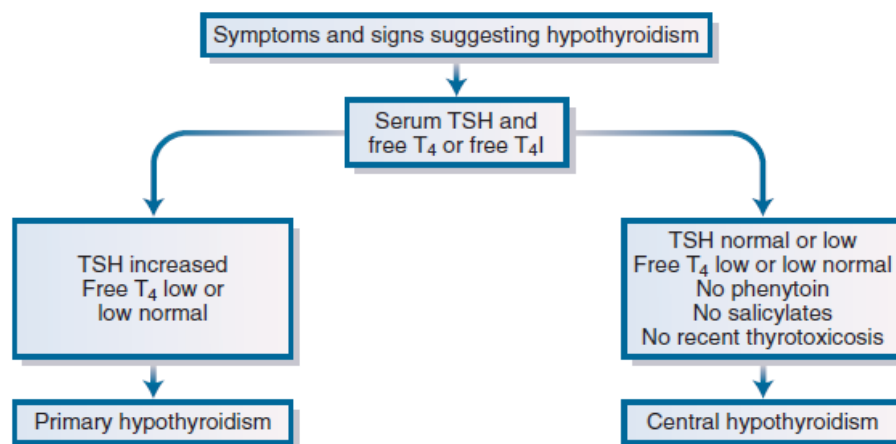 Symptoms and signs suggesting hypothyroidism
Serum TSH and
free T₄ or free T₄I
TSH increased
Free T₄ low or
low normal
TSH normal or low
Free T₄ low or low normal
No phenytoin
No salicylates
No recent thyrotoxicosis
Primary hypothyroidism
Central hypothyroidism